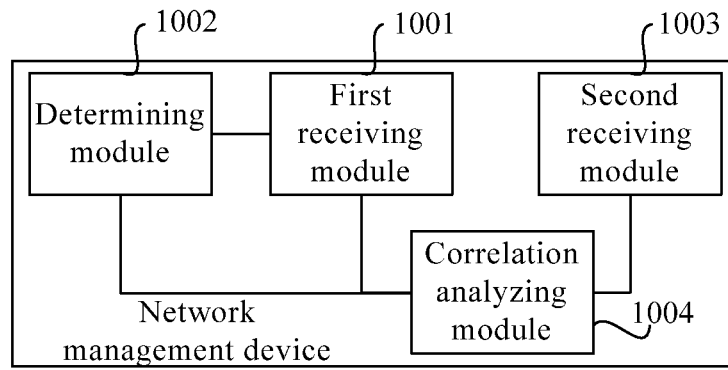 1002
1001
1003
Determining
module
First
receiving
module
Second
receiving
module
Correlation
analyzing
module
1004
Network
management device